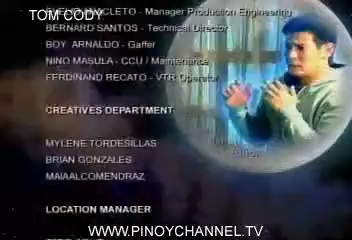 TOM CODY
- Manager Production Engineering
BERNARD SANTOS - Technical Director
BOY ARNALDO - Gaffer
NINO MASULA - CCU / Maintenance
FERDINAND RECATO - VTR Operator
CREATIVES DEPARTMENT
MYLENE TORDESILLAS
BRIAN GONZALES
MAIAALCOMENDRAZ
LOCATION MANAGER
WWW.PINOYCHANNEL.TV